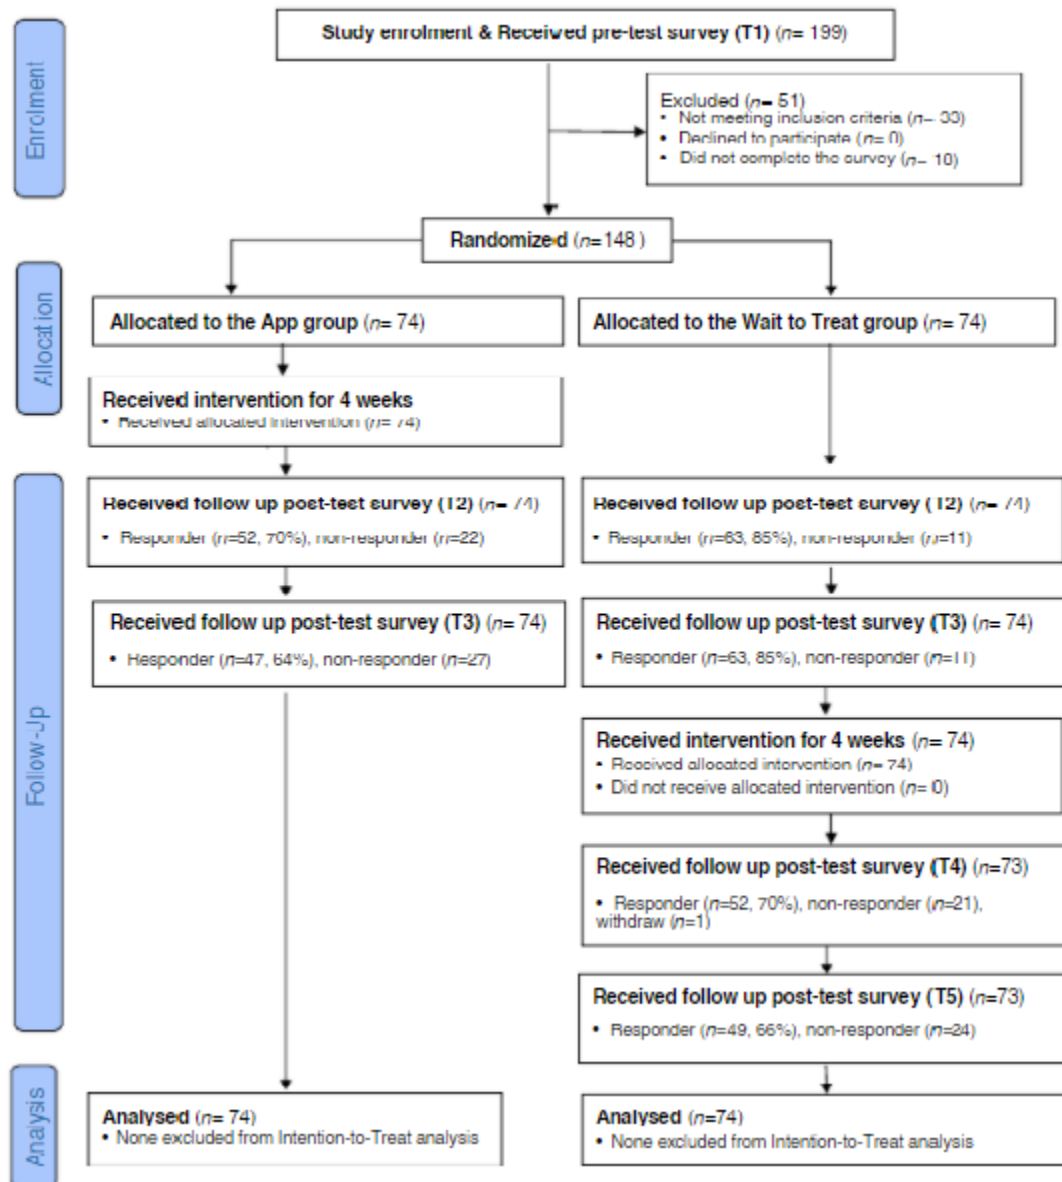 Enrolment
Study enrolment & Received pre-test survey (T1) (n= 199)
Excluded (n= 51)
• Not meeting inclusion criteria (n= 33)
• Declined to participate (n= 0)
• Did not complete the survey
Randomized (n=148 )
Allocation
Allocated to the App group (n= 74)
Allocated to the Wait to Treat group (n= 74)
Received intervention for 4 weeks
• Received allocated intervention (n= 74)
Follow-Up
Received follow up post-test survey (T2) (n= 74)
• Responder (n=52, 70%), non-responder (n=22)
Received follow up post-test survey (T2) (n= 74)
• Responder (n=63, 85%), non-responder (n=11)
Received follow up post-test survey (T3) (n= 74)
• Responder (n=47, 64%), non-responder (n=27)
Received follow up post-test survey (T3) (n= 74)
• Responder (n=63, 85%), non-responder (n=11)
Received intervention for 4 weeks (n= 74)
• Received allocated intervention (n= 74)
• Did not receive allocated intervention (n= 0)
Received follow up post-test survey (T4) (n=73)
• Responder (n=52, 70%), non-responder (n=21),
withdraw (n=1)
Received follow up post-test survey (T5) (n=73)
• Responder (n=49, 66%), non-responder (n=24)
Analysis
Analysed (n= 74)
• None excluded from Intention-to-Treat analysis
Analysed (n=74)
• None excluded from Intention-to-Treat analysis